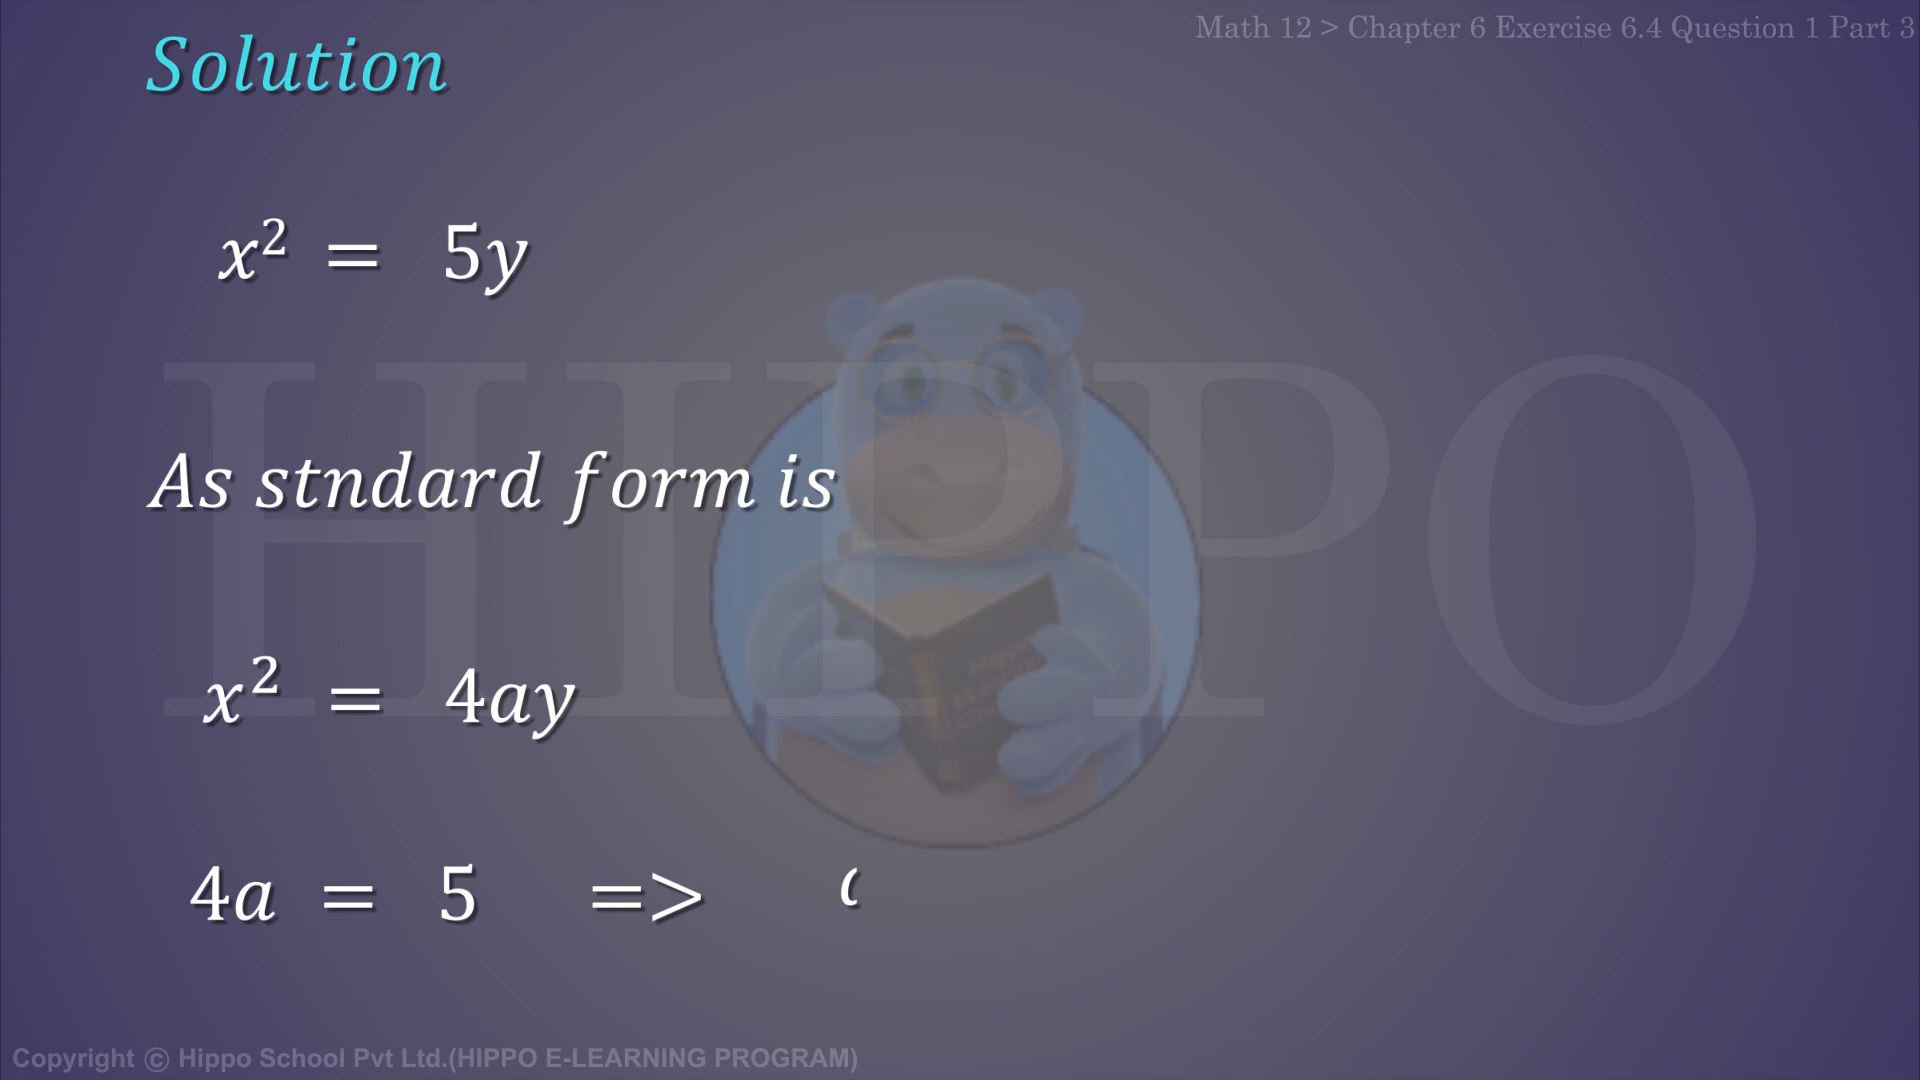 Math 12 > Chapter 6 Exercise 6.4 Question 1 Part 3
Solution
x² = 5y
HIPPO
As stndard form is
x² = 4ay
4a = 5 =>
Copyright © Hippo School Pvt Ltd.(HIPPO E-LEARNING PROGRAM)